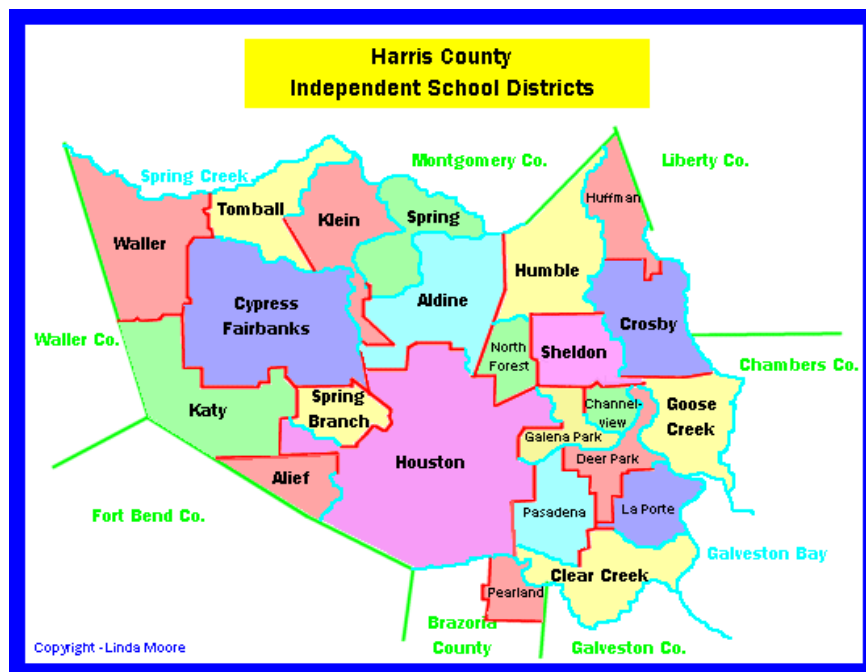 Harris County
Independent School Districts
Montgomery Co.
Liberty Co.
Spring Creek
Huffman
Tomball
Klein
Spring
Waller
Humble
Cypress
Fairbanks
Aldine
Crosby
Waller Co.
North
Forest
Sheldon
Chambers Co.
Katy
Spring
Branch
Channel-
view
Goose
Creek
Galena Park
Houston
Deer Park
Alief
Fort Bend Co.
Pasadena
La Porte
Galveston Bay
Clear Creek
Pearland
Brazoria
County
Galveston Co.
Copyright - Linda Moore